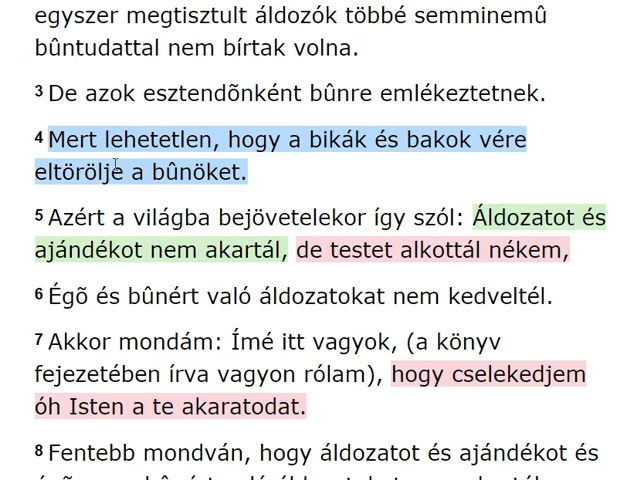 egyszer megtisztult áldozók többé semminemû
bûntudattal nem bírtak volna.
3 De azok esztendõnként bûnre emlékeztetnek.
4 Mert lehetetlen, hogy a bikák és bakok vére
eltörölje a bûnöket.
5 Azért a világba bejövetelekor így szól: Áldozatot és
ajándékot nem akartál, de testet alkottál nékem,
6 Égõ és bûnért való áldozatokat nem kedveltél.
7 Akkor mondám: Ímé itt vagyok, (a könyv
fejezetében írva vagyon rólam), hogy cselekedjem
óh Isten a te akaratodat.
8 Fentebb mondván, hogy áldozatot és ajándékot és